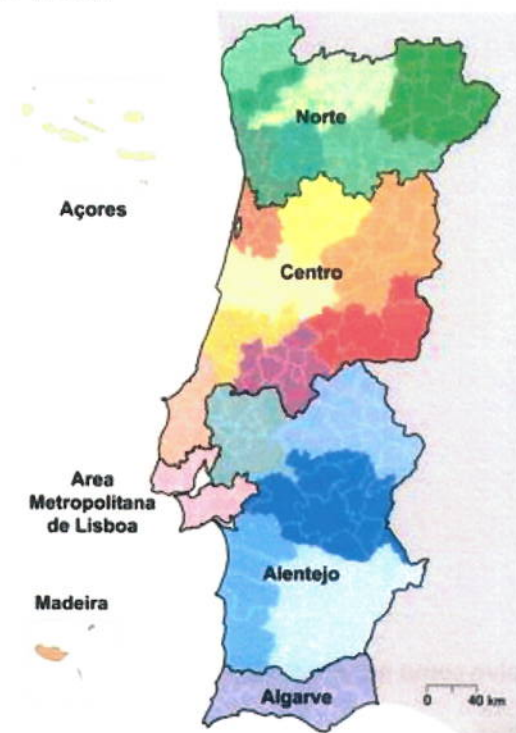 Norte
Açores
Centro
Area
Metropolitana
de Lisboa
Alentejo
Madeira
Algarve
0 40 km